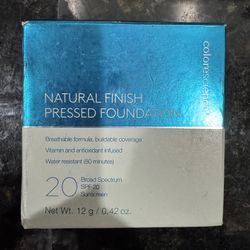 NATURAL FINISH
PRESSED FOUNDATION
Breathable formula, buildable coverage
Vitamin and antioxidant infused
Water resistant (80 minutes)
20
Broad Spectrum
SPF 20
Sunscreen
Net Wt. 12 g / 0.42 oz.
colorescience